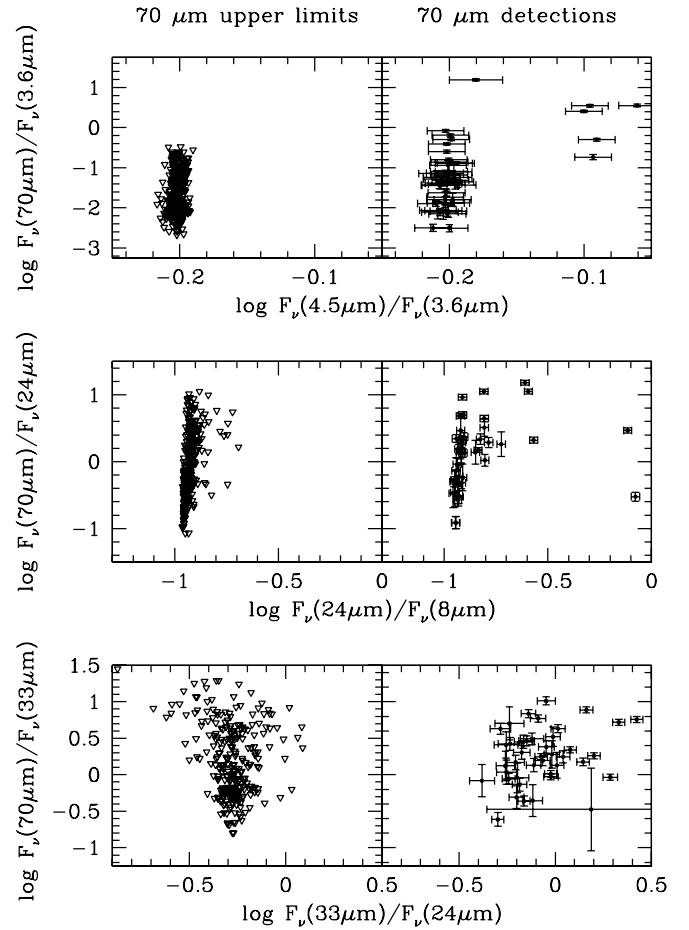 70 μm upper limits 70 μm detections
log Fν(70μm)/Fν(3.6μm)
1
0
−1
−2
−3
−0.2 −0.1 −0.2 −0.1
log Fν(4.5μm)/Fν(3.6μm)
log Fν(70μm)/Fν(24μm)
1
0
−1
−1 −0.5 0 −1 −0.5 0
log Fν(24μm)/Fν(8μm)
log Fν(70μm)/Fν(33μm)
1.5
1
0.5
0
−0.5
−1
−0.5 0 0.5 −0.5 0 0.5
log Fν(33μm)/Fν(24μm)